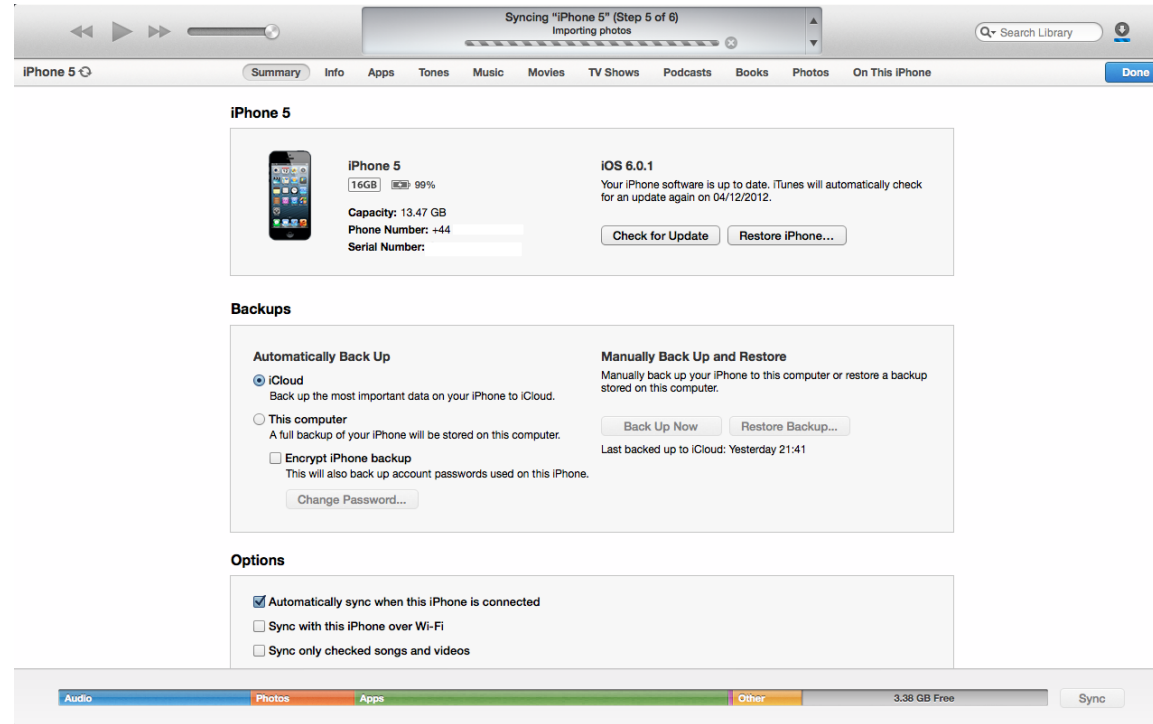 Syncing “iPhone 5” (Step 5 of 6)
Importing photos
Search Library
iPhone 5
Summary Info Apps Tones Music Movies TV Shows Podcasts Books Photos On This iPhone
Done
iPhone 5
iPhone 5
16GB 99%
Capacity: 13.47 GB
Phone Number: +44
Serial Number:
iOS 6.0.1
Your iPhone software is up to date. iTunes will automatically check
for an update again on 04/12/2012.
Check for Update Restore iPhone...
Backups
Automatically Back Up
iCloud
Back up the most important data on your iPhone to iCloud.
This computer
A full backup of your iPhone will be stored on this computer.
Encrypt iPhone backup
This will also back up account passwords used on this iPhone.
Change Password...
Manually Back Up and Restore
Manually back up your iPhone to this computer or restore a backup
stored on this computer.
Back Up Now Restore Backup...
Last backed up to iCloud: Yesterday 21:41
Options
Automatically sync when this iPhone is connected
Sync with this iPhone over Wi-Fi
Sync only checked songs and videos
Audio Photos Apps Other 3.38 GB Free Sync